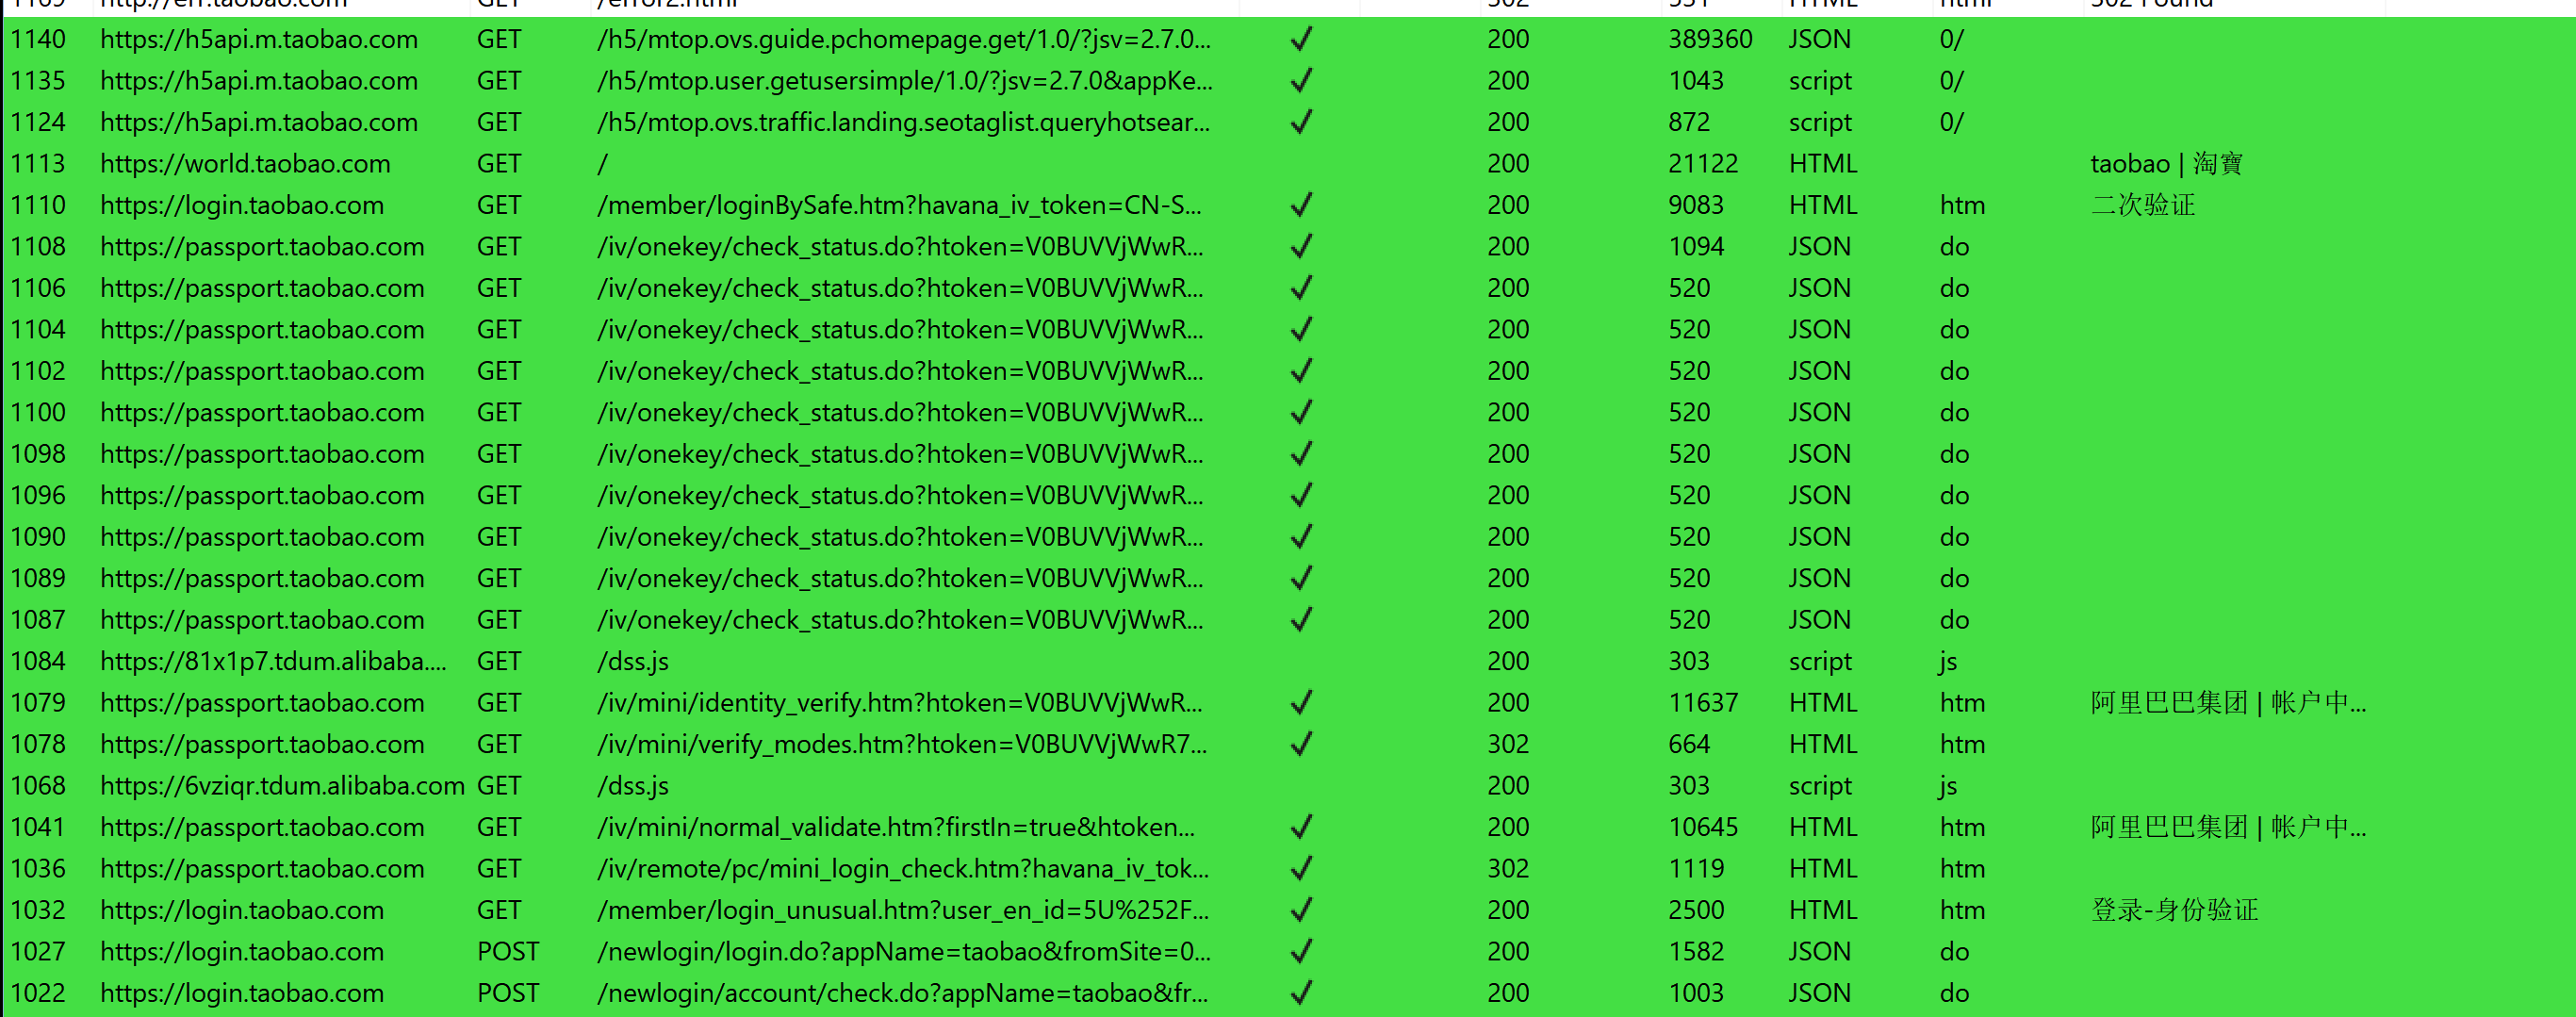 1140 https://h5api.m.taobao.com GET /h5/mtop.ovs.guide.pchomepage.get/1.0/?jsv=2.7.0... ✓ 200 389360 JSON 0/
1135 https://h5api.m.taobao.com GET /h5/mtop.user.getusersimple/1.0/?jsv=2.7.0&appKe... ✓ 200 1043 script 0/
1124 https://h5api.m.taobao.com GET /h5/mtop.ovs.traffic.landing.seotaglist.queryhotsear... ✓ 200 872 script 0/
1113 https://world.taobao.com GET / 200 21122 HTML taobao | 淘寶
1110 https://login.taobao.com GET /member/loginBySafe.htm?havana_iv_token=CN-S... ✓ 200 9083 HTML htm 二次验证
1108 https://passport.taobao.com GET /iv/onekey/check_status.do?htoken=V0BUVVjWwR... ✓ 200 1094 JSON do
1106 https://passport.taobao.com GET /iv/onekey/check_status.do?htoken=V0BUVVjWwR... ✓ 200 520 JSON do
1104 https://passport.taobao.com GET /iv/onekey/check_status.do?htoken=V0BUVVjWwR... ✓ 200 520 JSON do
1102 https://passport.taobao.com GET /iv/onekey/check_status.do?htoken=V0BUVVjWwR... ✓ 200 520 JSON do
1100 https://passport.taobao.com GET /iv/onekey/check_status.do?htoken=V0BUVVjWwR... ✓ 200 520 JSON do
1098 https://passport.taobao.com GET /iv/onekey/check_status.do?htoken=V0BUVVjWwR... ✓ 200 520 JSON do
1096 https://passport.taobao.com GET /iv/onekey/check_status.do?htoken=V0BUVVjWwR... ✓ 200 520 JSON do
1090 https://passport.taobao.com GET /iv/onekey/check_status.do?htoken=V0BUVVjWwR... ✓ 200 520 JSON do
1089 https://passport.taobao.com GET /iv/onekey/check_status.do?htoken=V0BUVVjWwR... ✓ 200 520 JSON do
1087 https://passport.taobao.com GET /iv/onekey/check_status.do?htoken=V0BUVVjWwR... ✓ 200 520 JSON do
1084 https://81x1p7.tdum.alibaba.... GET /dss.js 200 303 script js
1079 https://passport.taobao.com GET /iv/mini/identity_verify.htm?htoken=V0BUVVjWwR... ✓ 200 11637 HTML htm 阿里巴巴集团 | 帐户中...
1078 https://passport.taobao.com GET /iv/mini/verify_modes.htm?htoken=V0BUVVjWwR7... ✓ 302 664 HTML htm
1068 https://6vziqr.tdum.alibaba.com GET /dss.js 200 303 script js
1041 https://passport.taobao.com GET /iv/mini/normal_validate.htm?firstIn=true&htoken... ✓ 200 10645 HTML htm 阿里巴巴集团 | 帐户中...
1036 https://passport.taobao.com GET /iv/remote/pc/mini_login_check.htm?havana_iv_tok... ✓ 302 1119 HTML htm
1032 https://login.taobao.com GET /member/login_unusual.htm?user_en_id=5U%252F... ✓ 200 2500 HTML htm 登录-身份验证
1027 https://login.taobao.com POST /newlogin/login.do?appName=taobao&fromSite=0... ✓ 200 1582 JSON do
1022 https://login.taobao.com POST /newlogin/account/check.do?appName=taobao&fr... ✓ 200 1003 JSON do